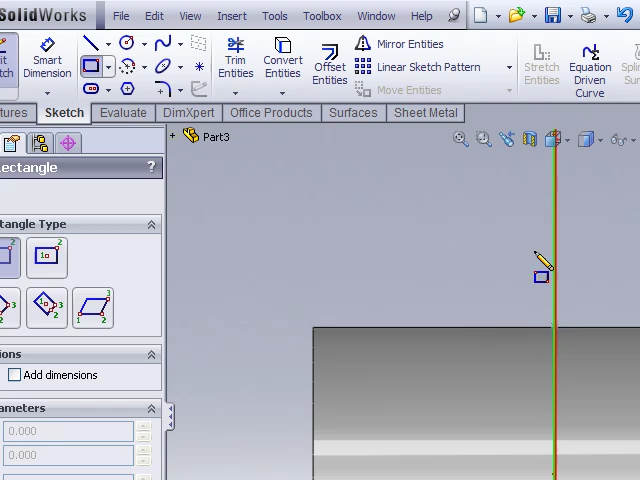 SolidWorks File Edit View Insert Tools Toolbox Window Help
Smart Dimension
Trim Entities
Convert Entities
Offset Entities
Mirror Entities
Linear Sketch Pattern
Move Entities
Stretch Entities
Equation Driven Curve
tures Sketch Evaluate DimXpert Office Products Surfaces Sheet Metal
+ Part3
ectangle ?
tangle Type
ions
Add dimensions
ameters
0.000
0.000